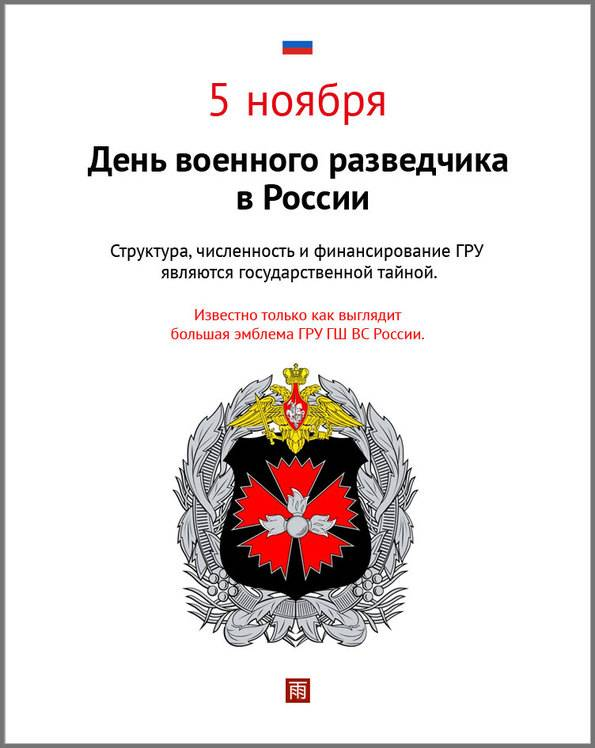 5 ноября
День военного разведчика
в России
Структура, численность и финансирование ГРУ
являются государственной тайной.
Известно только как выглядит
большая эмблема ГРУ ГШ ВС России.
雨